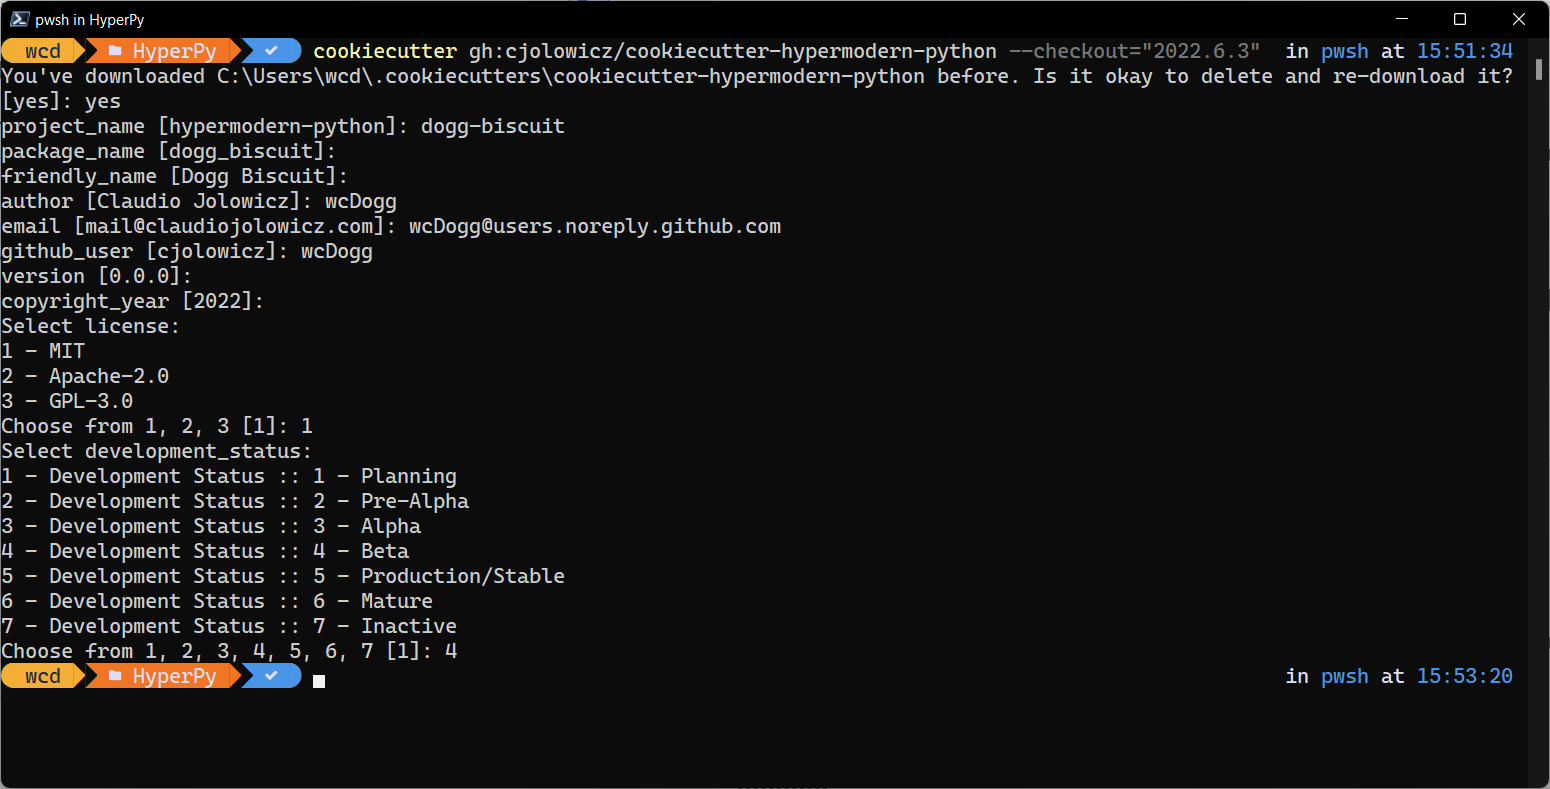 pwsh in HyperPy
wcd HyperPy cookiecutter gh:cjolowicz/cookiecutter-hypermodern-python --checkout="2022.6.3" in pwsh at 15:51:34
You've downloaded C:\Users\wcd\.cookiecutters\cookiecutter-hypermodern-python before. Is it okay to delete and re-download it?
[yes]: yes
project_name [hypermodern-python]: dogg-biscuit
package_name [dogg_biscuit]:
friendly_name [Dogg Biscuit]:
author [Claudio Jolowicz]: wcDogg
email [mail@claudiojolowicz.com]: wcDogg@users.noreply.github.com
github_user [cjolowicz]: wcDogg
version [0.0.0]:
copyright_year [2022]:
Select license:
1 - MIT
2 - Apache-2.0
3 - GPL-3.0
Choose from 1, 2, 3 [1]: 1
Select development_status:
1 - Development Status :: 1 - Planning
2 - Development Status :: 2 - Pre-Alpha
3 - Development Status :: 3 - Alpha
4 - Development Status :: 4 - Beta
5 - Development Status :: 5 - Production/Stable
6 - Development Status :: 6 - Mature
7 - Development Status :: 7 - Inactive
Choose from 1, 2, 3, 4, 5, 6, 7 [1]: 4
wcd HyperPy in pwsh at 15:53:20